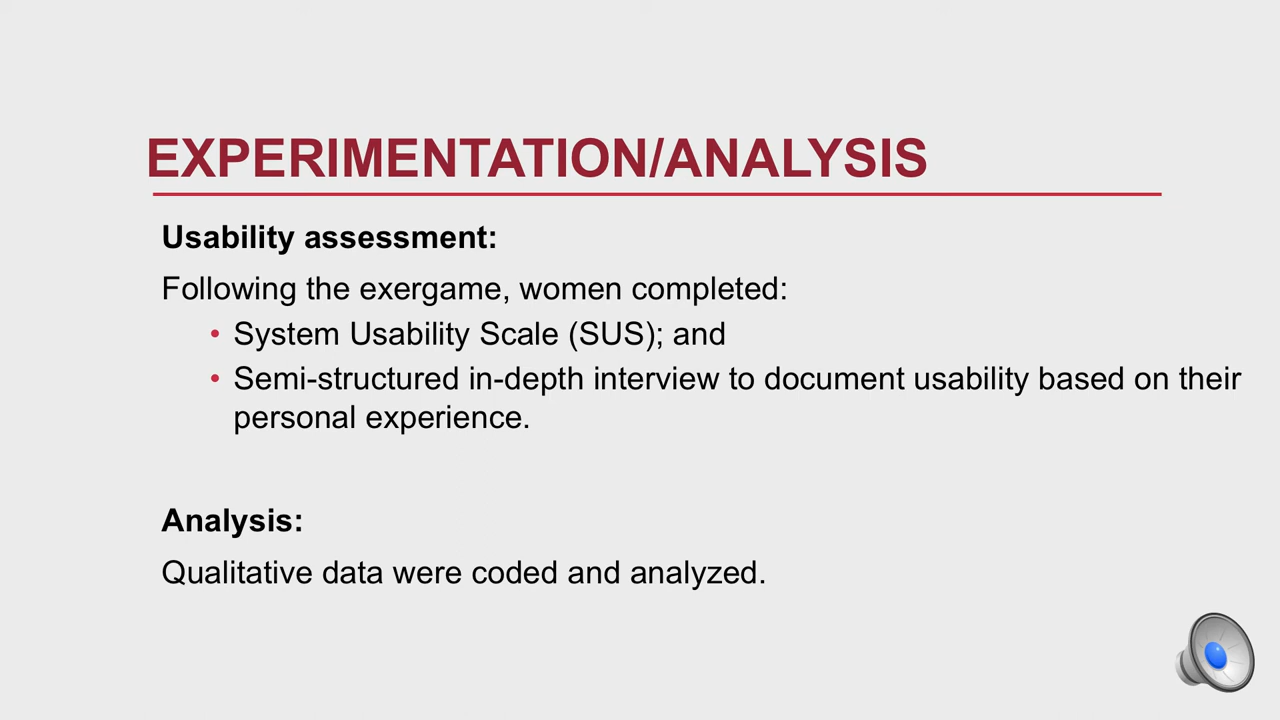 EXPERIMENTATION/ANALYSIS
Usability assessment:
Following the exergame, women completed:
• System Usability Scale (SUS); and
• Semi-structured in-depth interview to document usability based on their
personal experience.
Analysis:
Qualitative data were coded and analyzed.